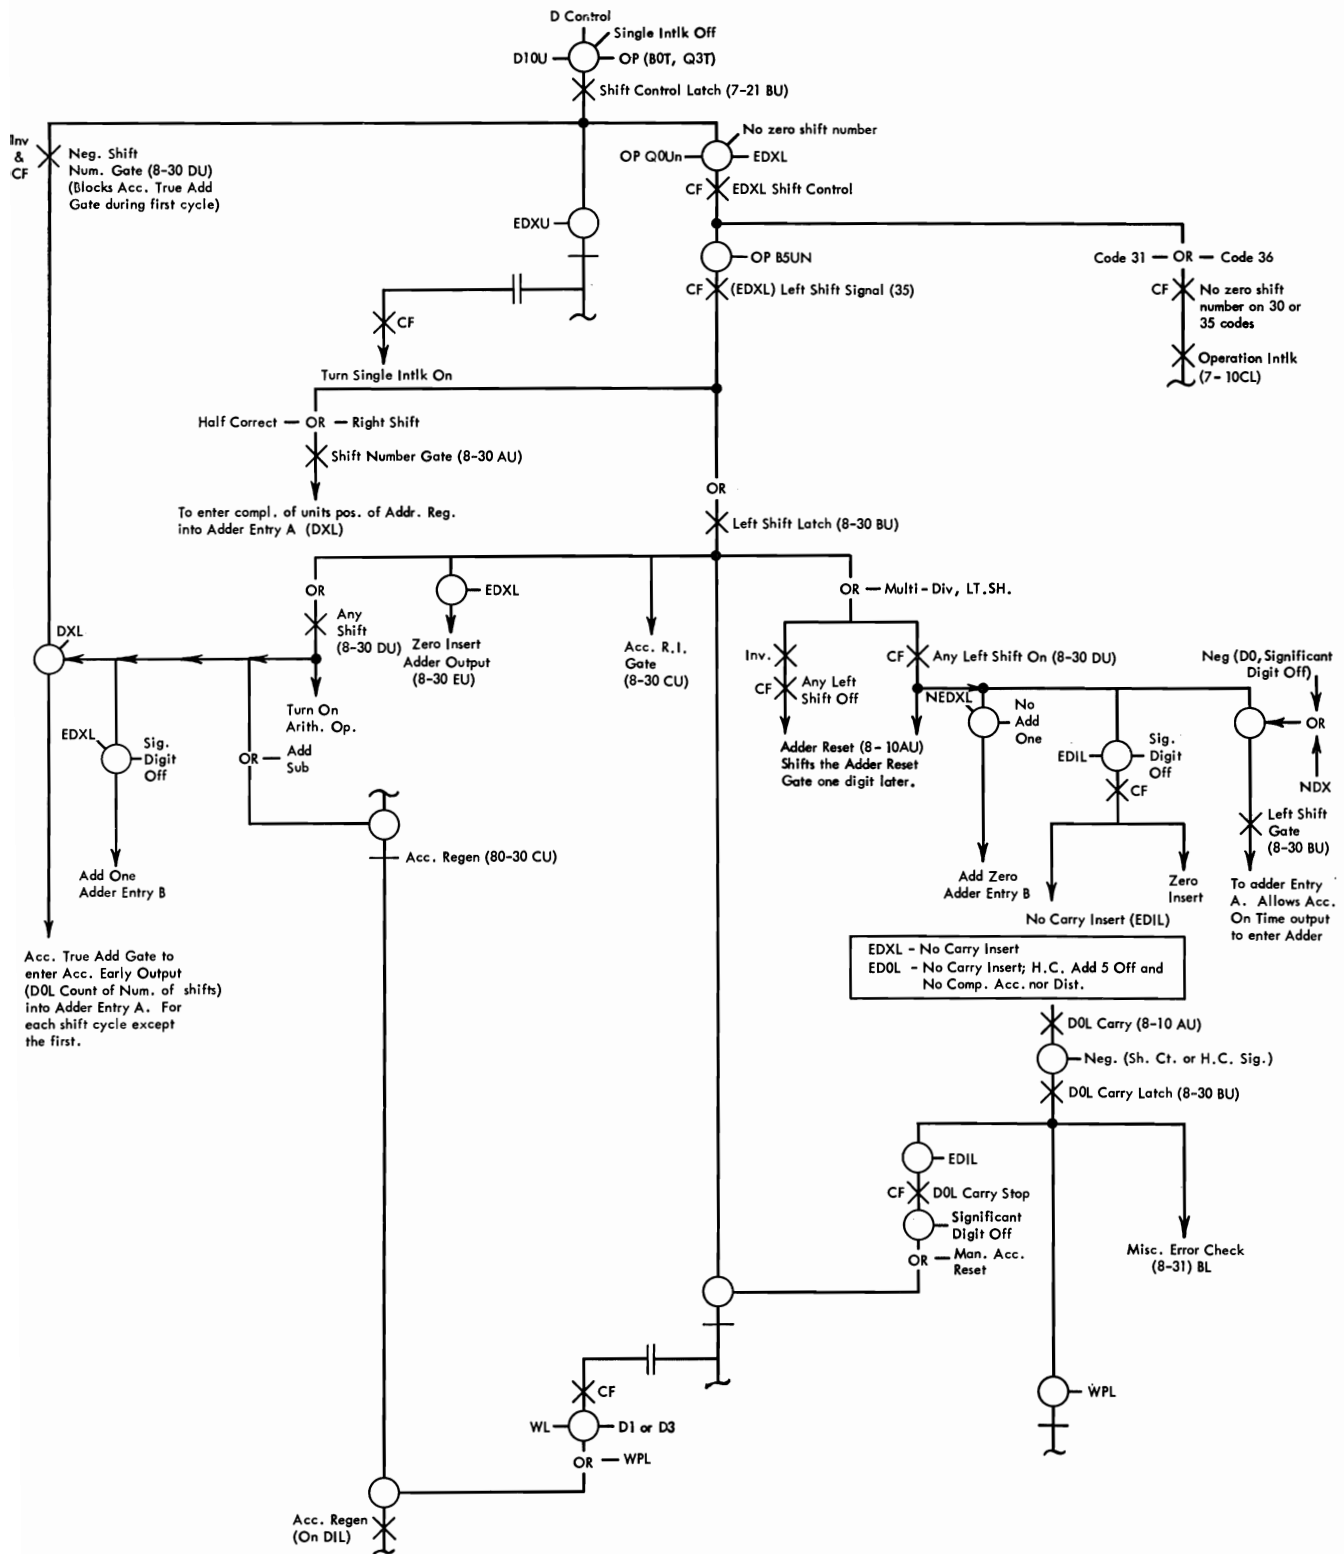 D Control
Single Intlk Off
D10U
OP (B0T, Q3T)
Shift Control Latch (7-21 BU)
Inv
&
CF
Neg. Shift
Num. Gate (8-30 DU)
(Blocks Acc. True Add
Gate during first cycle)
No zero shift number
OP Q0Un
EDXL
CF
EDXL Shift Control
EDXU
OP B5UN
CF
(EDXL) Left Shift Signal (35)
Code 31
OR
Code 36
CF
No zero shift
number on 30 or
35 codes
Operation Intlk
(7-10CL)
CF
Turn Single Intlk On
Half Correct
OR
Right Shift
Shift Number Gate (8-30 AU)
To enter compl. of units pos. of Addr. Reg.
into Adder Entry A (DXL)
OR
Left Shift Latch (8-30 BU)
OR
Any
Shift
(8-30 DU)
EDXL
Zero Insert
Adder Output
(8-30 EU)
Acc. R.I.
Gate
(8-30 CU)
OR
Multi-Div, LT.SH.
DXL
Turn On
Arith. Op.
Inv.
CF
Any Left
Shift Off
CF
Any Left Shift On (8-30 DU)
Neg (D0, Significant
Digit Off)
OR
NDX
NEDXL
No
Add
One
EDXL
Sig.
Digit
Off
OR
Add
Sub
Adder Reset (8-10AU)
Shifts the Adder Reset
Gate one digit later.
EDIL
Sig.
Digit
Off
CF
Left Shift
Gate
(8-30 BU)
Acc. Regen (80-30 CU)
Add One
Adder Entry B
Add Zero
Adder Entry B
Zero
Insert
No Carry Insert (EDIL)
To adder Entry
A. Allows Acc.
On Time output
to enter Adder
Acc. True Add Gate to
enter Acc. Early Output
(D0L Count of Num. of shifts)
into Adder Entry A. For
each shift cycle except
the first.
EDXL - No Carry Insert
ED0L - No Carry Insert; H.C. Add 5 Off and
No Comp. Acc. nor Dist.
D0L Carry (8-10 AU)
Neg. (Sh. Ct. or H.C. Sig.)
D0L Carry Latch (8-30 BU)
EDIL
CF
D0L Carry Stop
Significant
Digit Off
OR
Man. Acc.
Reset
Misc. Error Check
(8-31) BL
WPL
CF
WL
D1 or D3
OR
WPL
Acc. Regen
(On DIL)